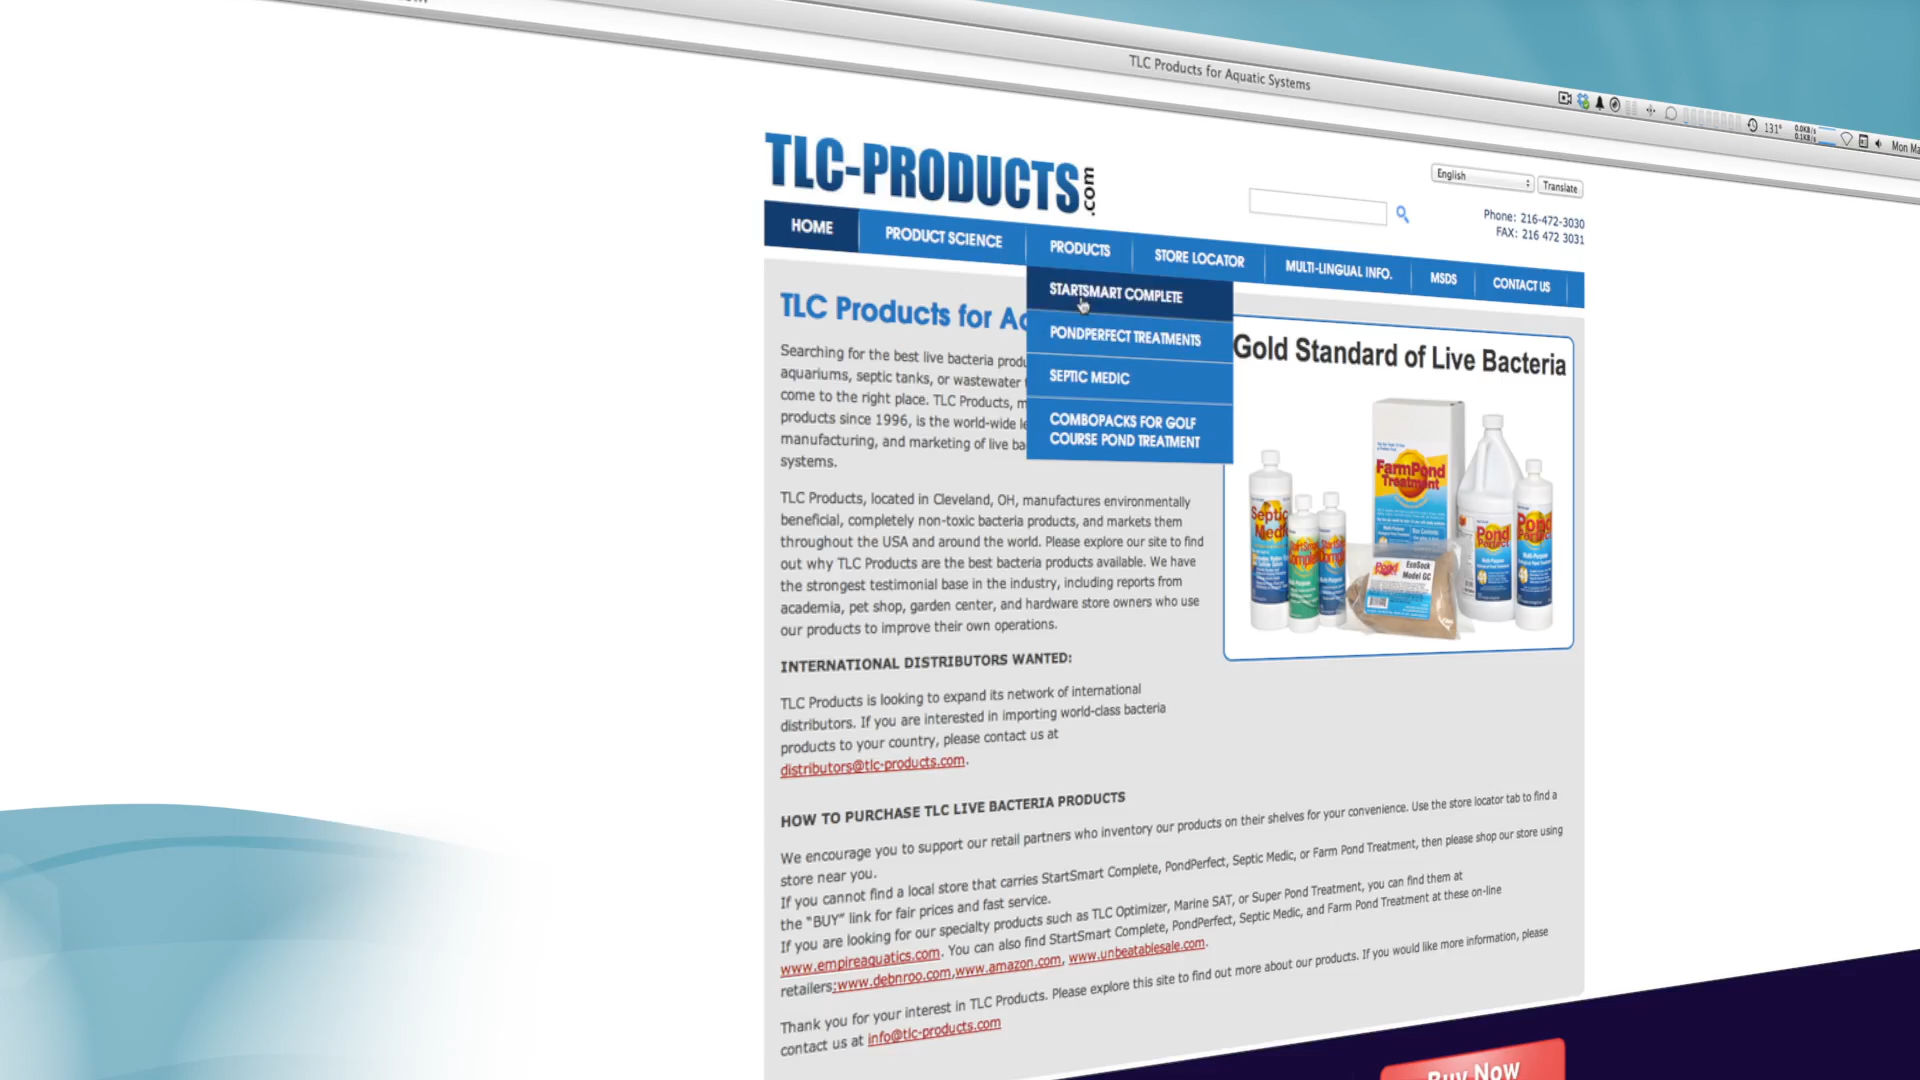 TLC Products for Aquatic Systems
131°
0.0KB/s
0.1KB/s
Mon
TLC-PRODUCTS.com
English
Translate
Phone: 216-472-3030
FAX: 216 472 3031
HOME
PRODUCT SCIENCE
PRODUCTS
STORE LOCATOR
MULTI-LINGUAL INFO.
MSDS
CONTACT US
STARTSMART COMPLETE
PONDPERFECT TREATMENTS
SEPTIC MEDIC
COMBOPACKS FOR GOLF
COURSE POND TREATMENT
TLC Products for
Searching for the best live bacteria
aquariums, septic tanks, or wastewater
come to the right place. TLC Products,
products since 1996, is the world-wide
manufacturing, and marketing of live
systems.
TLC Products, located in Cleveland, OH, manufactures environmentally
beneficial, completely non-toxic bacteria products, and markets them
throughout the USA and around the world. Please explore our site to find
out why TLC Products are the best bacteria products available. We have
the strongest testimonial base in the industry, including reports from
academia, pet shop, garden center, and hardware store owners who use
our products to improve their own operations.
Gold Standard of Live Bacteria
FarmPond
Treatment
Septic
Medic
Pond
Perfect
Pond
Perfect
Pond
EcoSock
Model GC
INTERNATIONAL DISTRIBUTORS WANTED:
TLC Products is looking to expand its network of international
distributors. If you are interested in importing world-class bacteria
products to your country, please contact us at
distributors@tlc-products.com.
HOW TO PURCHASE TLC LIVE BACTERIA PRODUCTS
We encourage you to support our retail partners who inventory our products on their shelves for your convenience. Use the store locator tab to find a
store near you.
If you cannot find a local store that carries StartSmart Complete, PondPerfect, Septic Medic, or Farm Pond Treatment, then please shop our store using
the "BUY" link for fair prices and fast service.
If you are looking for our specialty products such as TLC Optimizer, Marine SAT, or Super Pond Treatment, you can find them at
www.empireaquatics.com. You can also find StartSmart Complete, PondPerfect, Septic Medic, and Farm Pond Treatment at these on-line
retailers;www.debnroo.com,www.amazon.com, www.unbeatablesale.com.
Thank you for your interest in TLC Products. Please explore this site to find out more about our products. If you would like more information, please
contact us at info@tlc-products.com
Buy Now